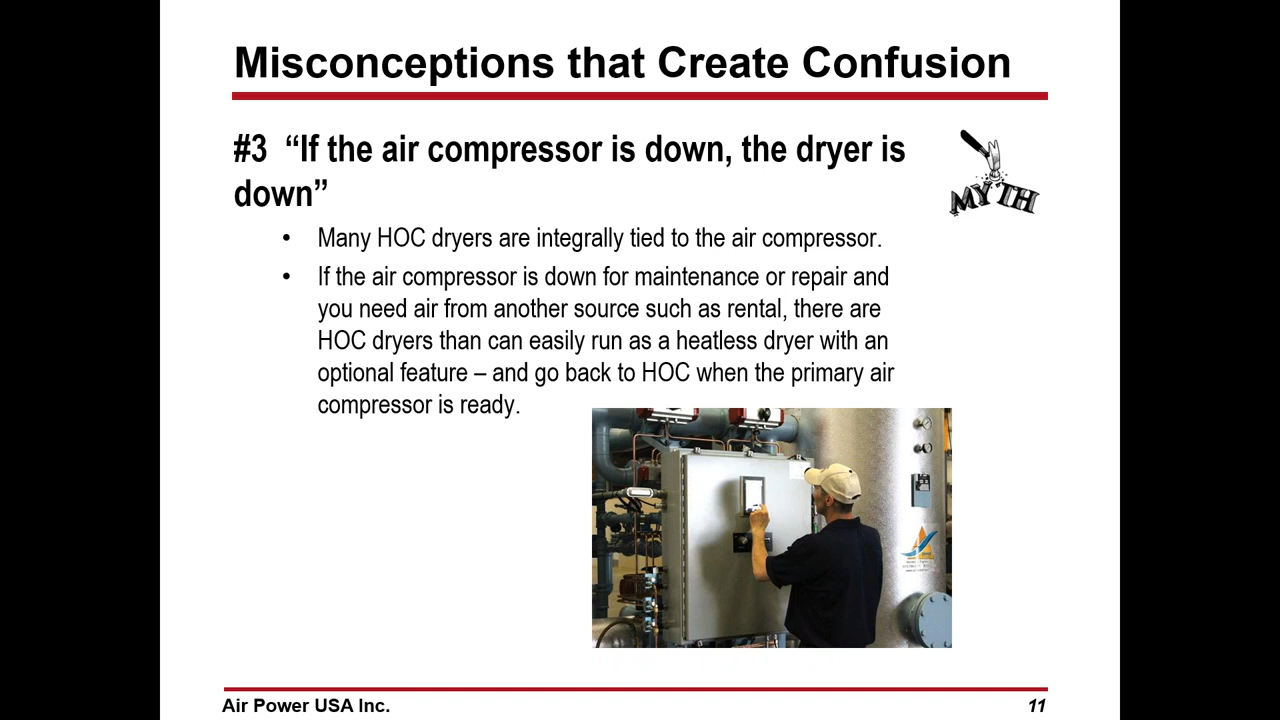 Misconceptions that Create Confusion
#3 “If the air compressor is down, the dryer is
down”
MYTH
• Many HOC dryers are integrally tied to the air compressor.
• If the air compressor is down for maintenance or repair and
you need air from another source such as rental, there are
HOC dryers than can easily run as a heatless dryer with an
optional feature – and go back to HOC when the primary air
compressor is ready.
Air Power USA Inc.
11